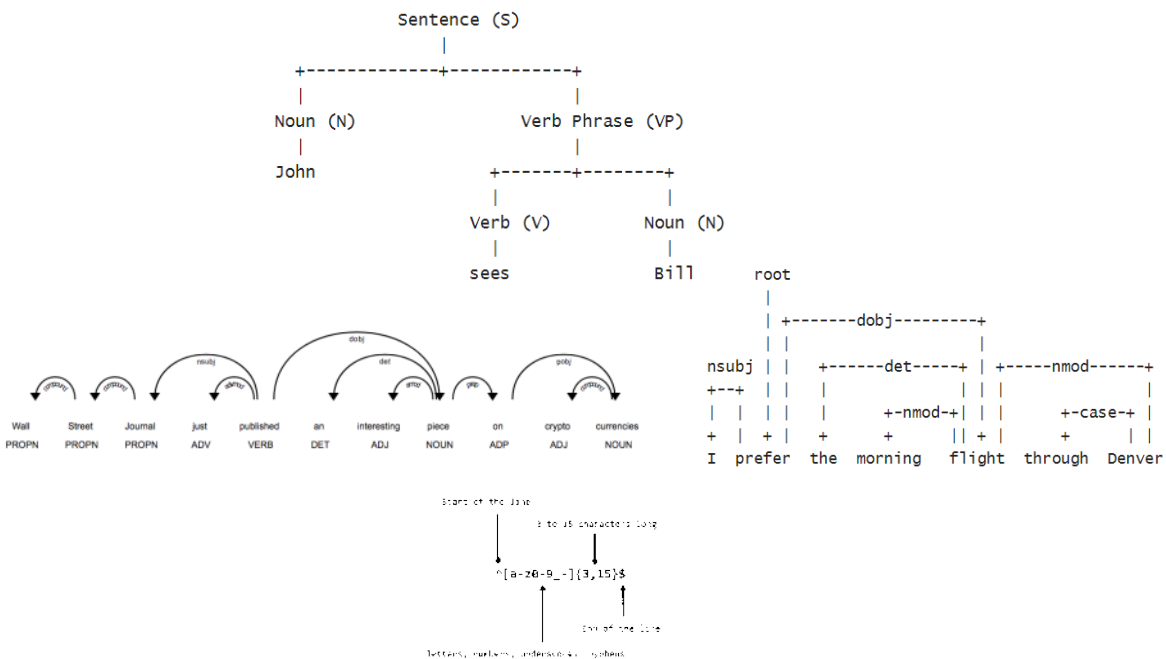 Sentence (S)
Noun (N) Verb Phrase (VP)
John
Verb (V) Noun (N)
sees Bill root
dobj
dobj
nsubj det pobj
nsubj det nmod
compound compound advmod amod prep compound
nmod case
Wall Street Journal just published an interesting piece on crypto currencies
PROPN PROPN PROPN ADV VERB DET ADJ NOUN ADP ADJ NOUN
I prefer the morning flight through Denver
Start of the line
3 to 15 characters long
^[a-z0-9_-]{3,15}$
End of the line
letters, numbers,